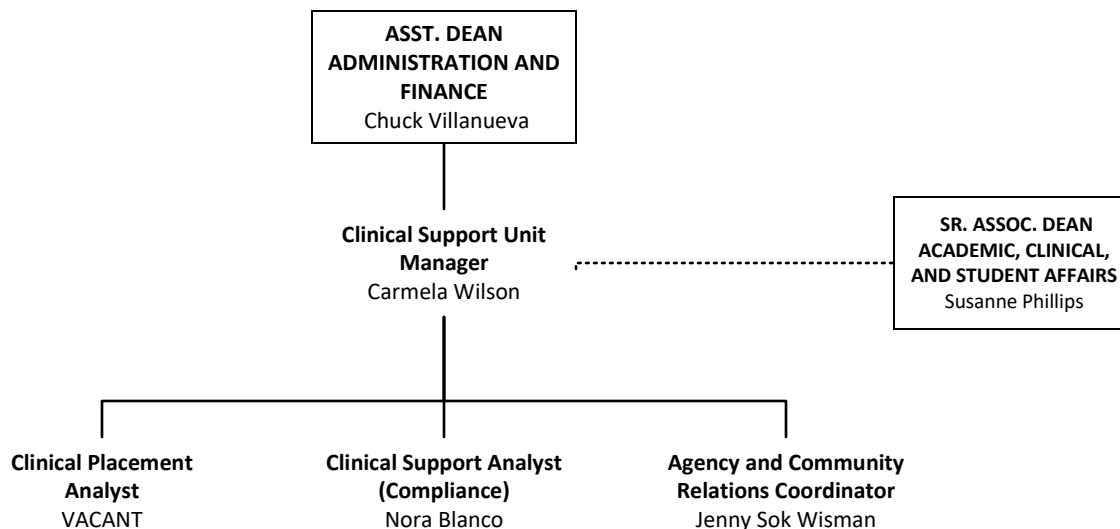 ASST. DEAN
ADMINISTRATION AND
FINANCE
Chuck Villanueva
Clinical Support Unit
Manager
Carmela Wilson
SR. ASSOC. DEAN
ACADEMIC, CLINICAL,
AND STUDENT AFFAIRS
Susanne Phillips
Clinical Placement
Analyst
VACANT
Clinical Support Analyst
(Compliance)
Nora Blanco
Agency and Community
Relations Coordinator
Jenny Sok Wisman